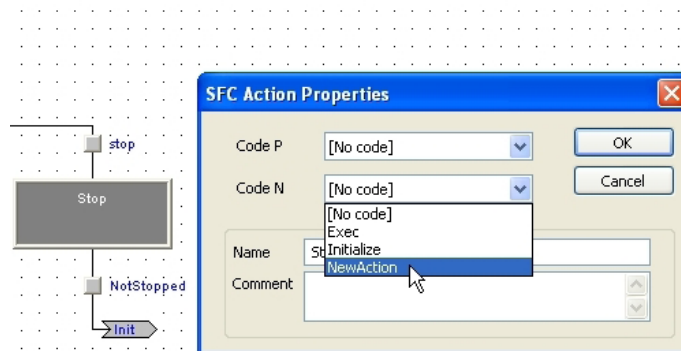 stop
Stop
NotStopped
Init
SFC Action Properties
Code P [No code]
OK
Code N [No code]
Cancel
[No code]
Exec
Initialize
NewAction
Name St
Comment